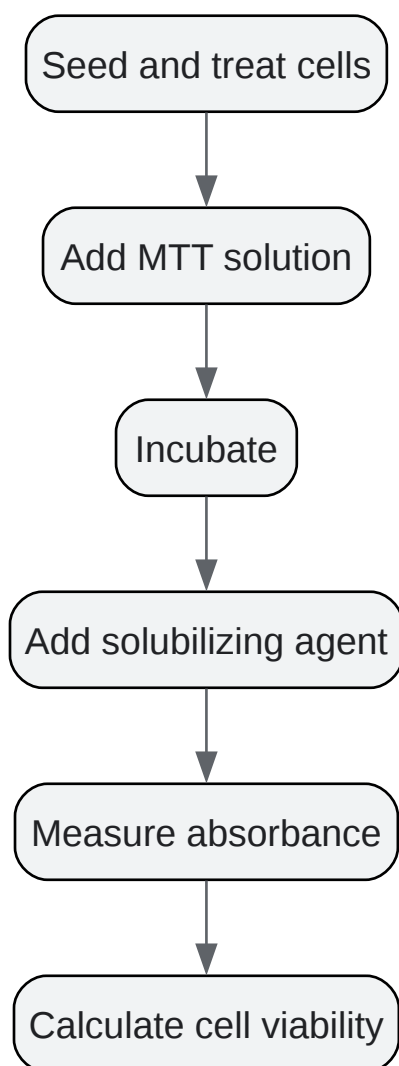 Seed and treat cells
Add MTT solution
Incubate
Add solubilizing agent
Measure absorbance
Calculate cell viability